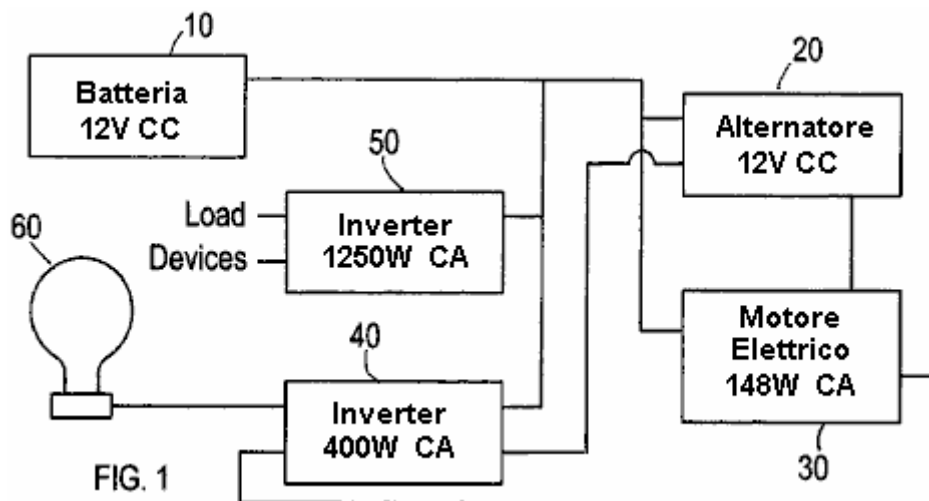 10
Batteria
12V CC
20
Alternatore
12V CC
50
Load
Devices
Inverter
1250W CA
60
40
Inverter
400W CA
Motore
Elettrico
148W CA
30
FIG. 1